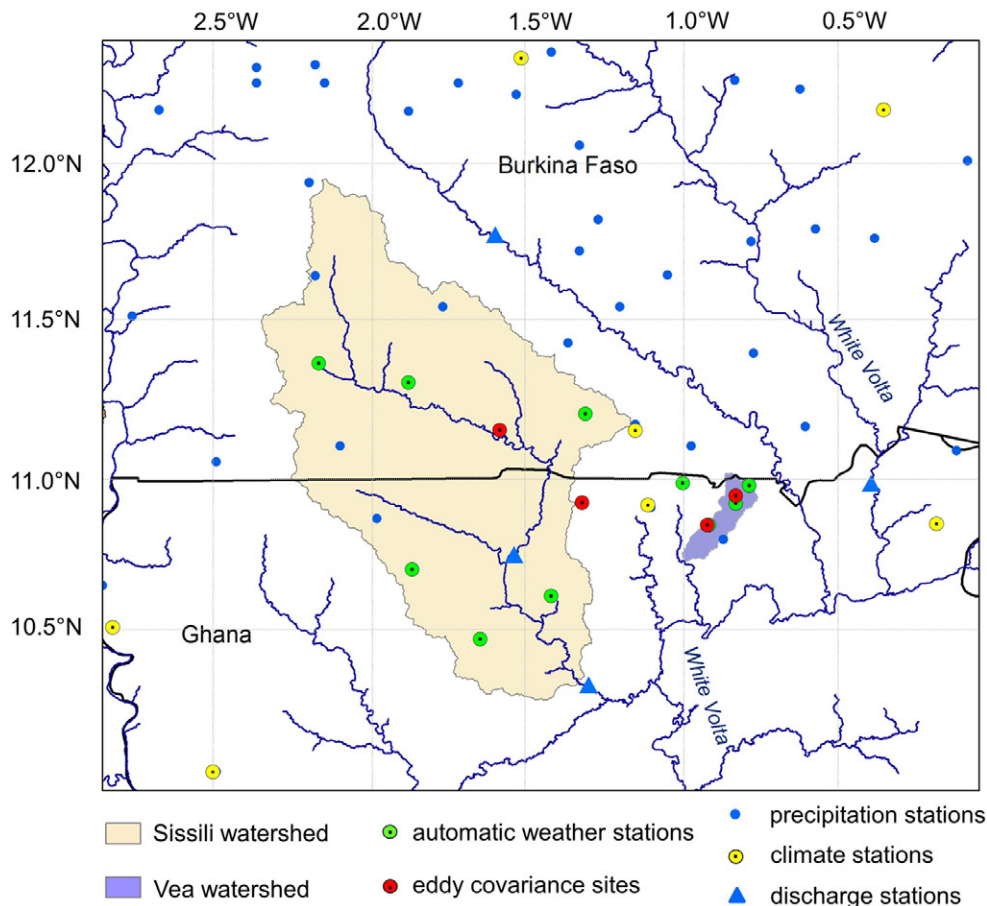 2.5°W 2.0°W 1.5°W 1.0°W 0.5°W
12.0°N
Burkina Faso
11.5°N
White Volta
11.0°N
10.5°N
Ghana
White Volta
Sissili watershed
automatic weather stations
precipitation stations
climate stations
Vea watershed
eddy covariance sites
discharge stations